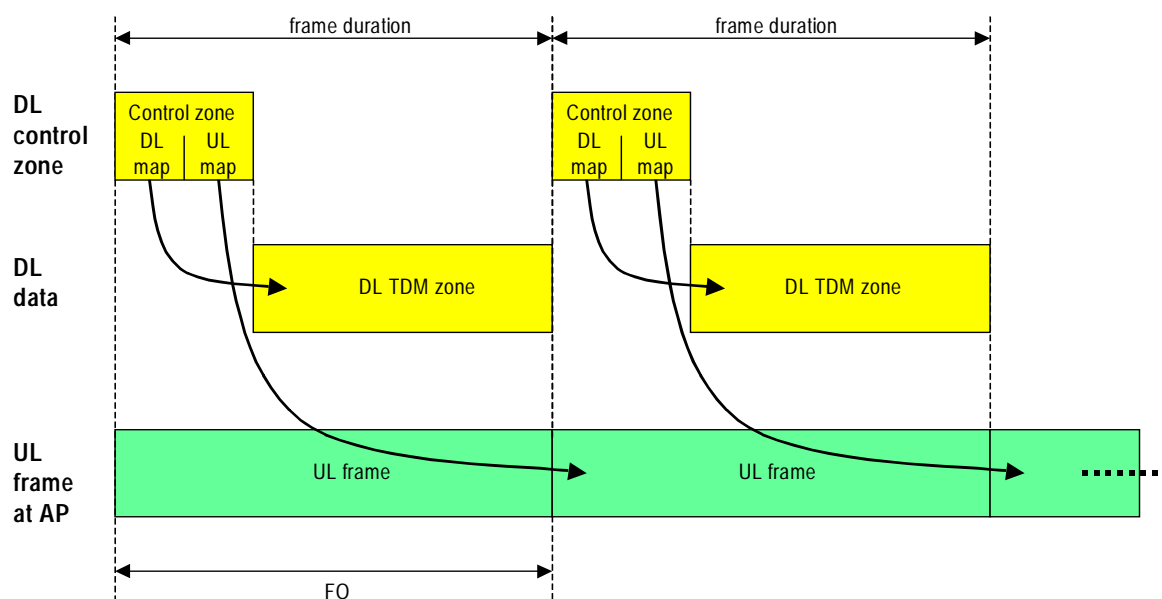 frame duration
frame duration
DL
control
zone
Control zone
DL
map
UL
map
Control zone
DL
map
UL
map
DL
data
DL TDM zone
DL TDM zone
UL
frame
at AP
UL frame
UL frame
FO